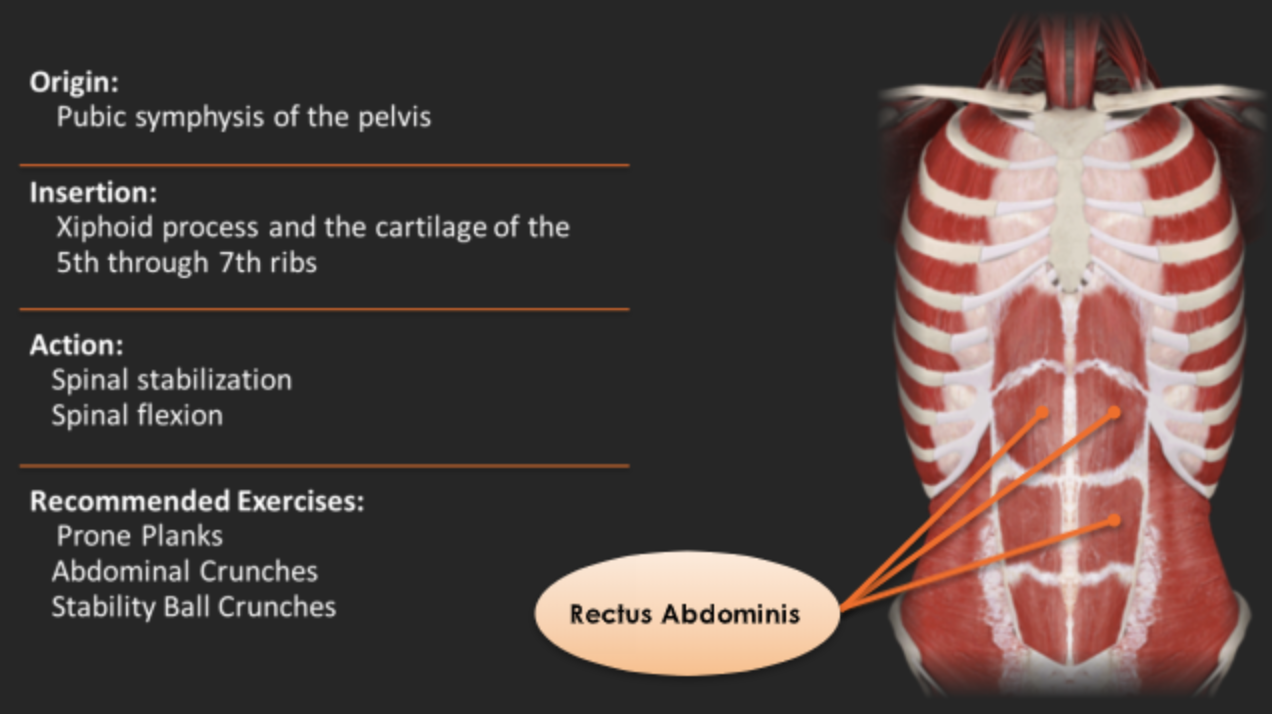 Origin:
Pubic symphysis of the pelvis
Insertion:
Xiphoid process and the cartilage of the
5th through 7th ribs
Action:
Spinal stabilization
Spinal flexion
Recommended Exercises:
Prone Planks
Abdominal Crunches
Stability Ball Crunches
Rectus Abdominis